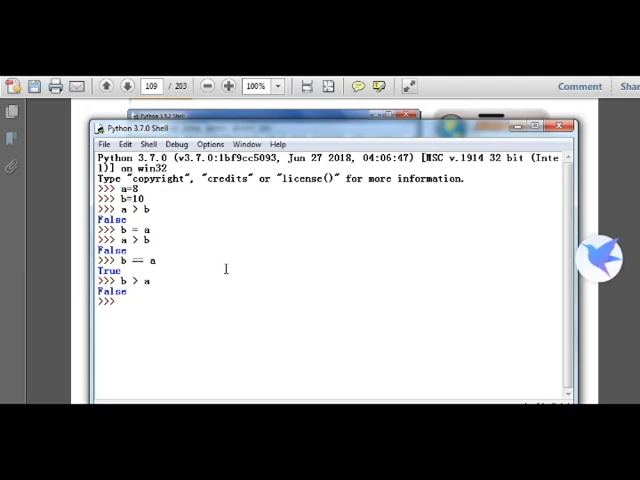 109 / 203
100%
Comment
Python 3.7.0 Shell
File Edit Shell Debug Options Window Help
Python 3.7.0 (v3.7.0:1bf9cc5093, Jun 27 2018, 04:06:47) [MSC v.1914 32 bit (Inte
l)] on win32
Type "copyright", "credits" or "license()" for more information.
>>> a=8
>>> b=10
>>> a > b
False
>>> b = a
>>> a > b
False
>>> b == a
True
>>> b > a
False
>>>